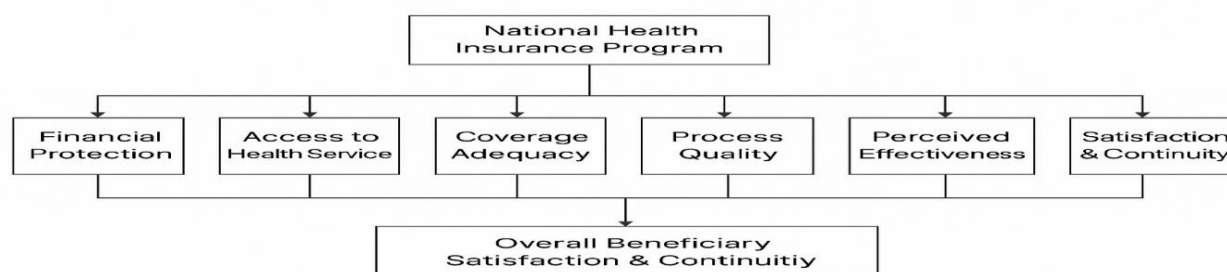 National Health
Insurance Program
Financial
Protection
Access to
Health Service
Coverage
Adequacy
Process
Quality
Perceived
Effectiveness
Satisfaction
& Continuity
Overall Beneficiary
Satisfaction & Continuitiy